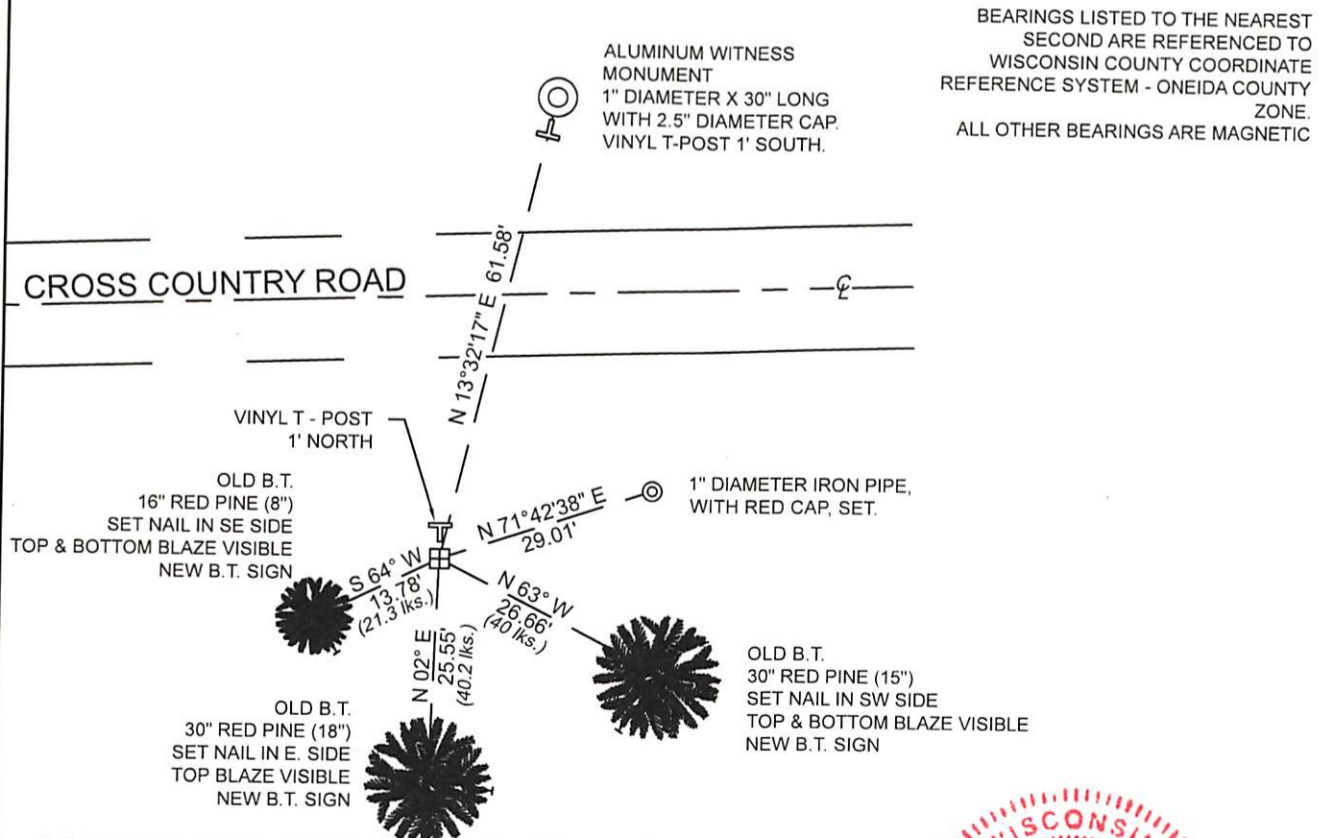 BEARINGS LISTED TO THE NEAREST
SECOND ARE REFERENCED TO
WISCONSIN COUNTY COORDINATE
REFERENCE SYSTEM - ONEIDA COUNTY
ZONE.
ALL OTHER BEARINGS ARE MAGNETIC
ALUMINUM WITNESS
MONUMENT
1" DIAMETER X 30" LONG
WITH 2.5" DIAMETER CAP.
VINYL T-POST 1' SOUTH.
CROSS COUNTRY ROAD
N 13°32'17" E 61.58'
VINYL T - POST
1' NORTH
OLD B.T.
16" RED PINE (8")
SET NAIL IN SE SIDE
TOP & BOTTOM BLAZE VISIBLE
NEW B.T. SIGN
N 71°42'38" E
29.01'
1" DIAMETER IRON PIPE,
WITH RED CAP, SET.
S 64° W
13.78'
(21.3 lks.)
N 63° W
26.66'
(40 lks.)
N 02° E
25.55'
(40.2 lks.)
OLD B.T.
30" RED PINE (15")
SET NAIL IN SW SIDE
TOP & BOTTOM BLAZE VISIBLE
NEW B.T. SIGN
OLD B.T.
30" RED PINE (18")
SET NAIL IN E. SIDE
TOP BLAZE VISIBLE
NEW B.T. SIGN